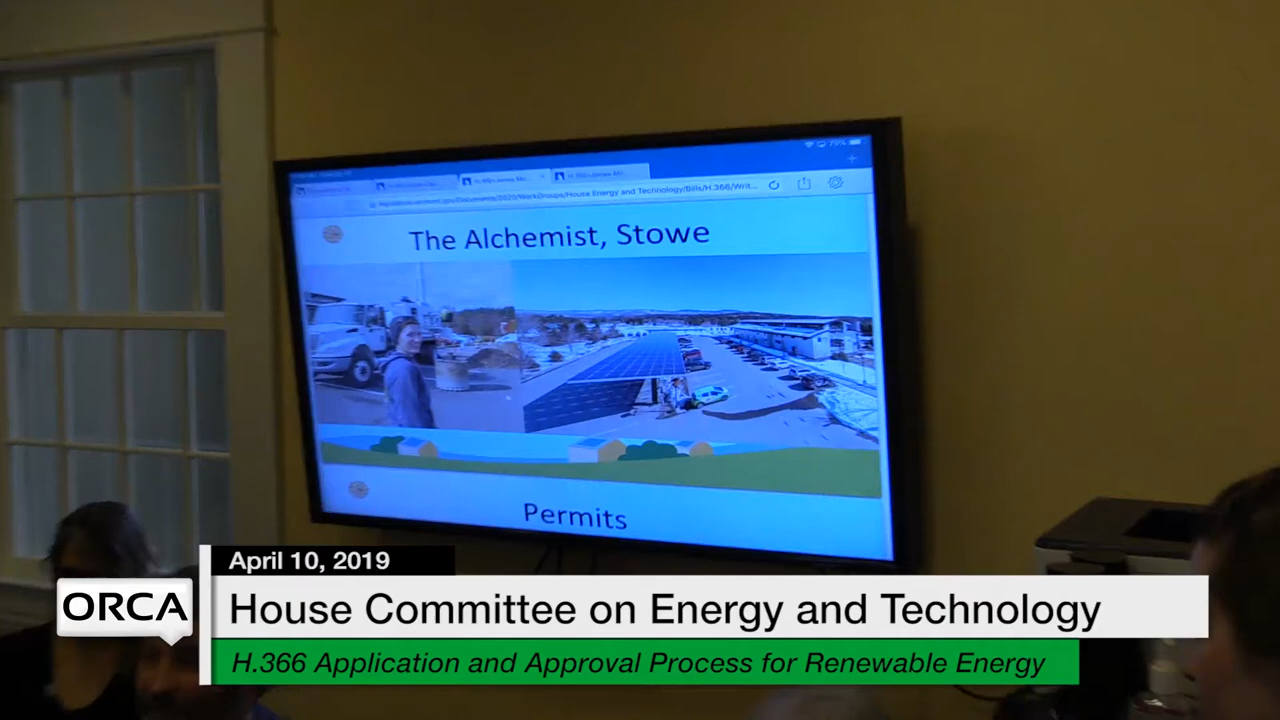 79%
The Alchemist, Stowe
Permits
April 10, 2019
ORCA
House Committee on Energy and Technology
H.366 Application and Approval Process for Renewable Energy